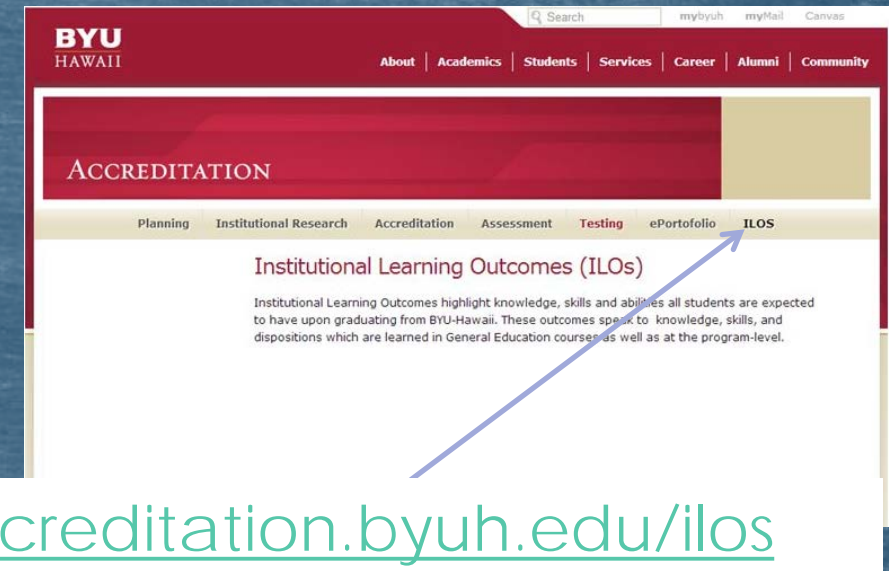 Search mybyuh myMail Canvas
BYU
HAWAII
About | Academics | Students | Services | Career | Alumni | Community
ACCREDITATION
Planning Institutional Research Accreditation Assessment Testing ePortofolio ILOS
Institutional Learning Outcomes (ILOs)
Institutional Learning Outcomes highlight knowledge, skills and abilities all students are expected
to have upon graduating from BYU-Hawaii. These outcomes speak to knowledge, skills, and
dispositions which are learned in General Education courses as well as at the program-level.
creditation.byuh.edu/ilos